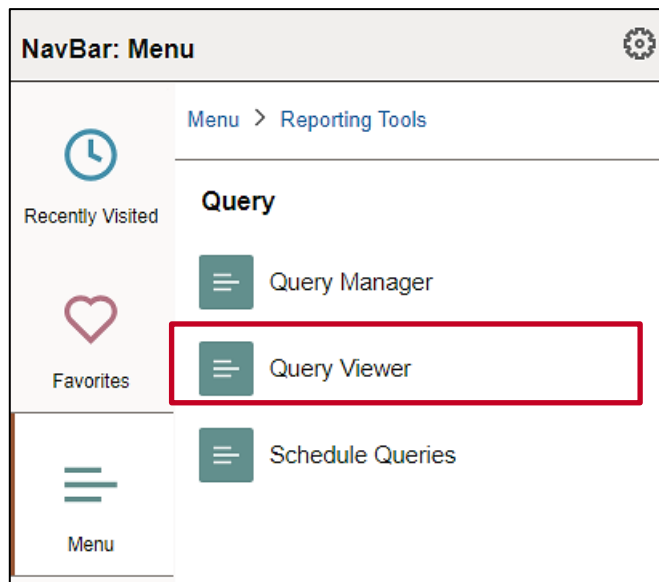 NavBar: Menu
Menu > Reporting Tools
Recently Visited
Query
Query Manager
Favorites
Query Viewer
Schedule Queries
Menu